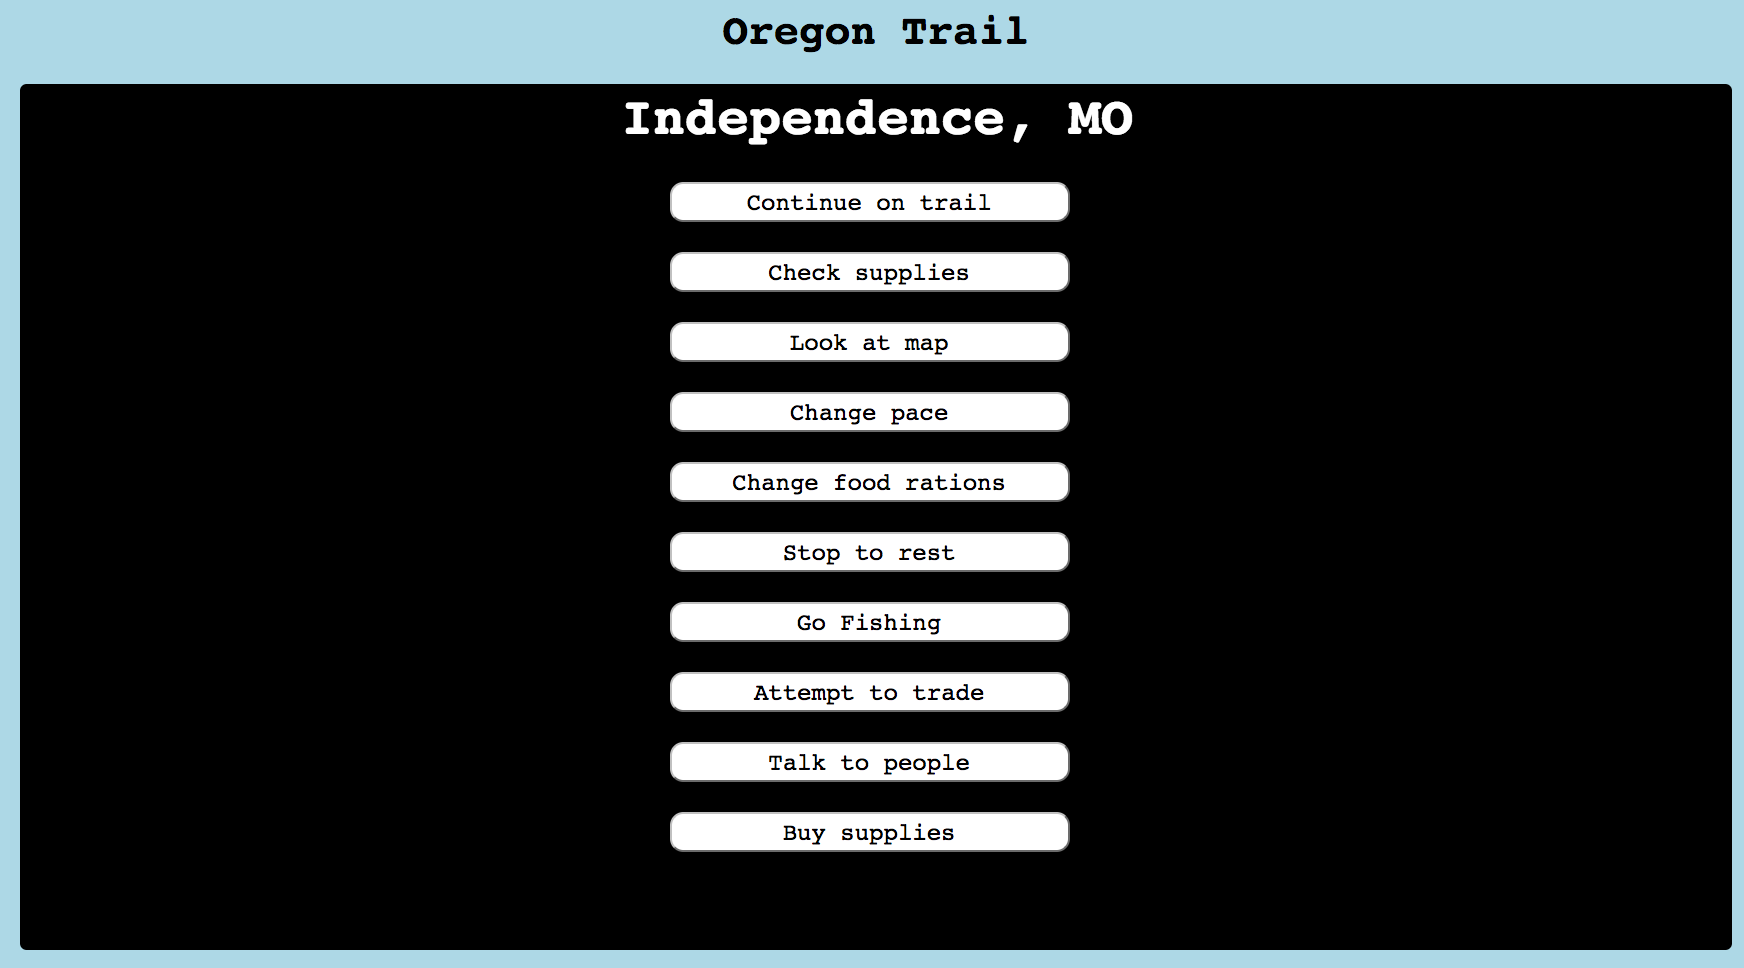 Oregon Trail
Independence, MO
Continue on trail
Check supplies
Look at map
Change pace
Change food rations
Stop to rest
Go Fishing
Attempt to trade
Talk to people
Buy supplies